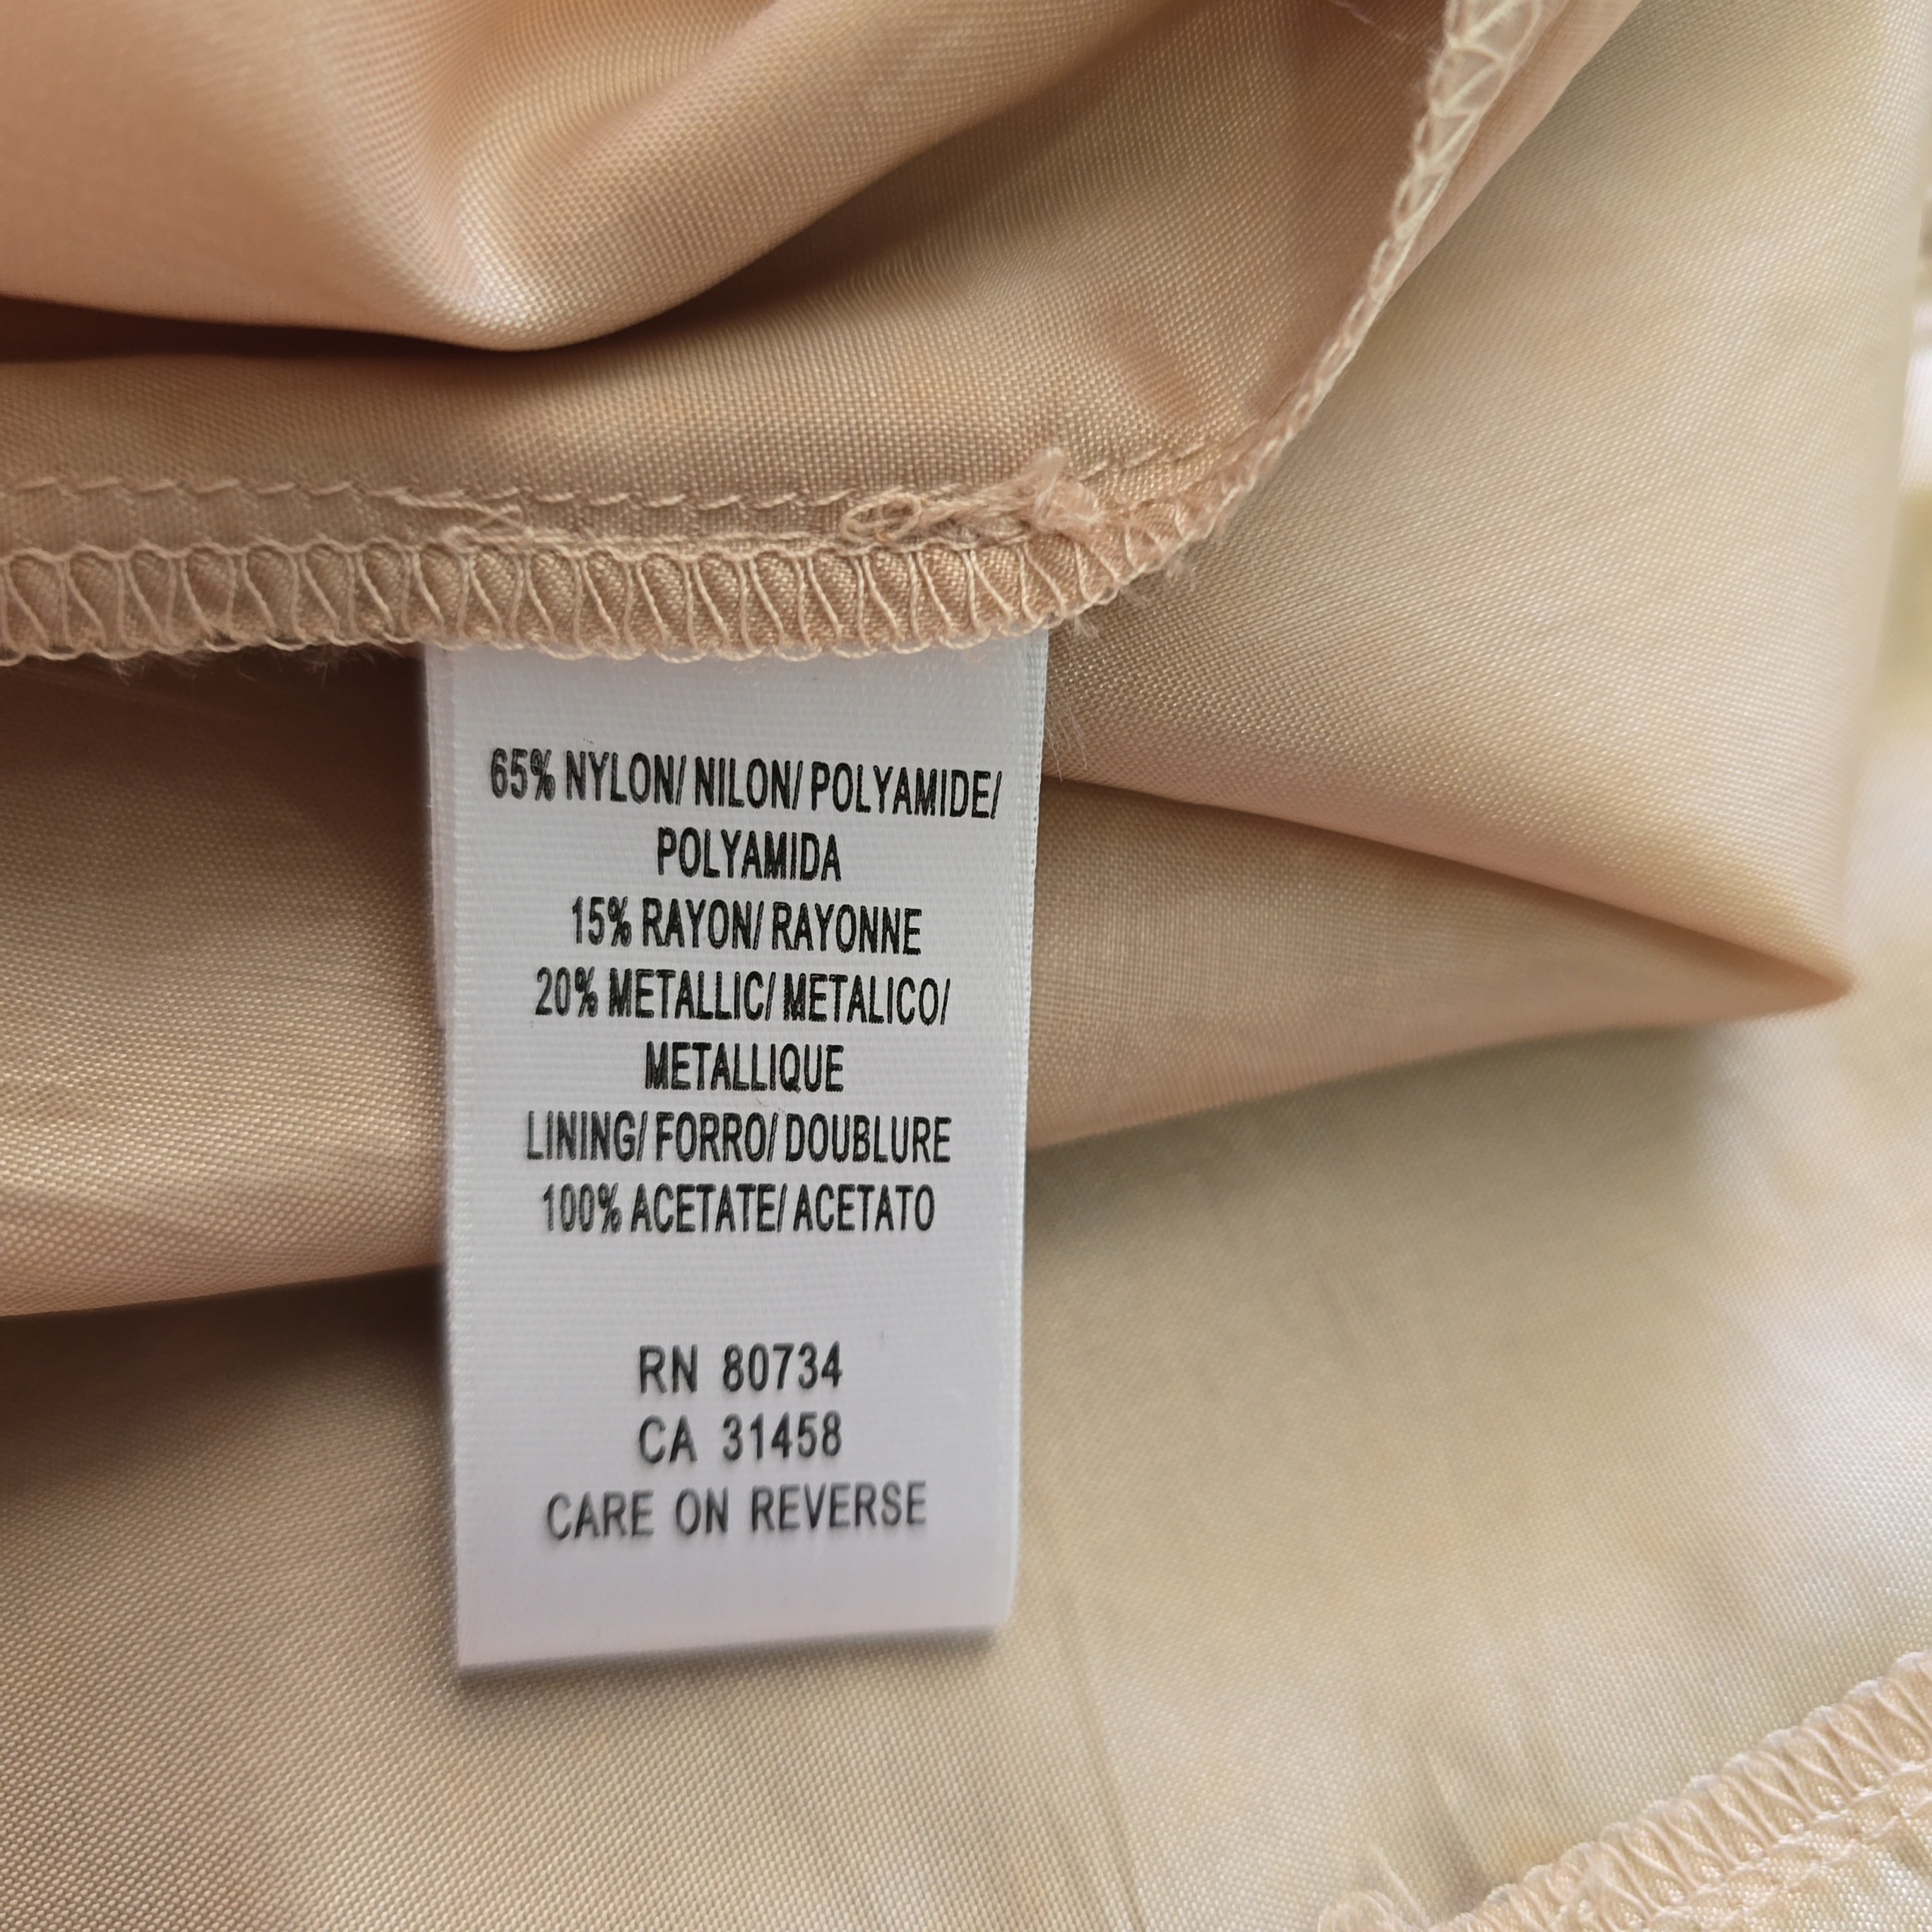 65% NYLON/ NILON/ POLYAMIDE/
POLYAMIDA
15% RAYON/ RAYONNE
20% METALLIC/ METALICO/
METALLIQUE
LINING/ FORRO/ DOUBLURE
100% ACETATE/ ACETATO
RN 80734
CA 31458
CARE ON REVERSE